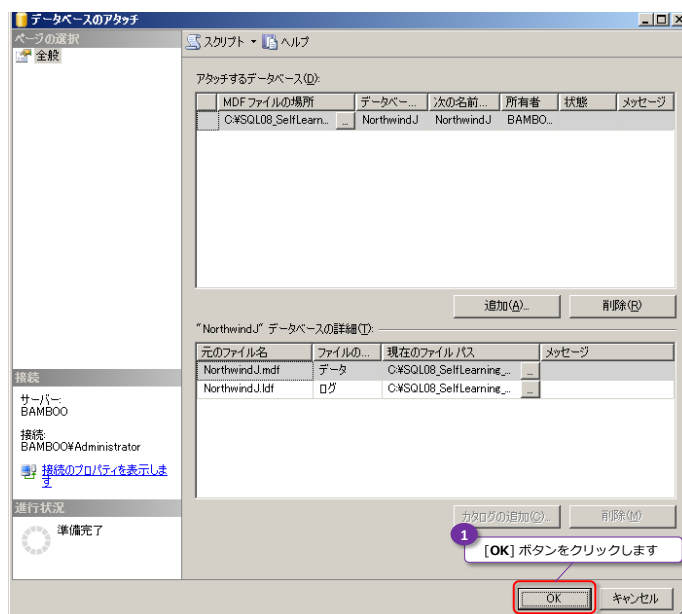 データベースのアタッチ
ページの選択
全般
スクリプト ヘルプ
アタッチするデータベース(D):
MDF ファイルの場所 データベー... 次の名前... 所有者 状態 メッセージ
C:¥SQL08_SelfLearn... ... NorthwindJ NorthwindJ BAMBO...
追加(A)... 削除(R)
"NorthwindJ" データベースの詳細(T):
元のファイル名 ファイルの... 現在のファイル パス メッセージ
NorthwindJ.mdf データ C:¥SQL08_SelfLearning_... ...
NorthwindJ.ldf ログ C:¥SQL08_SelfLearning_... ...
接続
サーバー:
BAMBOO
接続:
BAMBOO¥Administrator
接続のプロパティを表示しま
す
進行状況
準備完了
カタログの追加(C)... 削除(M)
1
[OK] ボタンをクリックします
OK キャンセル